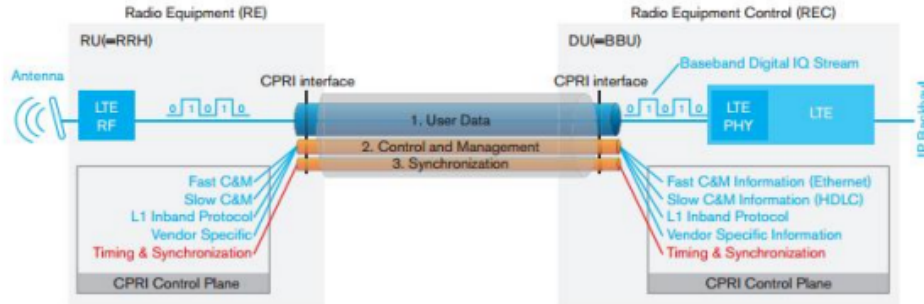 Radio Equipment (RE)
Radio Equipment Control (REC)
RU(=RRH)
DU(=BBU)
Antenna
CPRI interface
CPRI interface
Baseband Digital IQ Stream
LTE
RF
0 1 0 1 0
1. User Data
0 1 0 1 0
LTE
PHY
LTE
IP Backhaul
2. Control and Management
3. Synchronization
Fast C&M
Slow C&M
L1 Inband Protocol
Vendor Specific
Timing & Synchronization
CPRI Control Plane
Fast C&M Information (Ethernet)
Slow C&M Information (HDLC)
L1 Inband Protocol
Vendor Specific Information
Timing & Synchronization
CPRI Control Plane